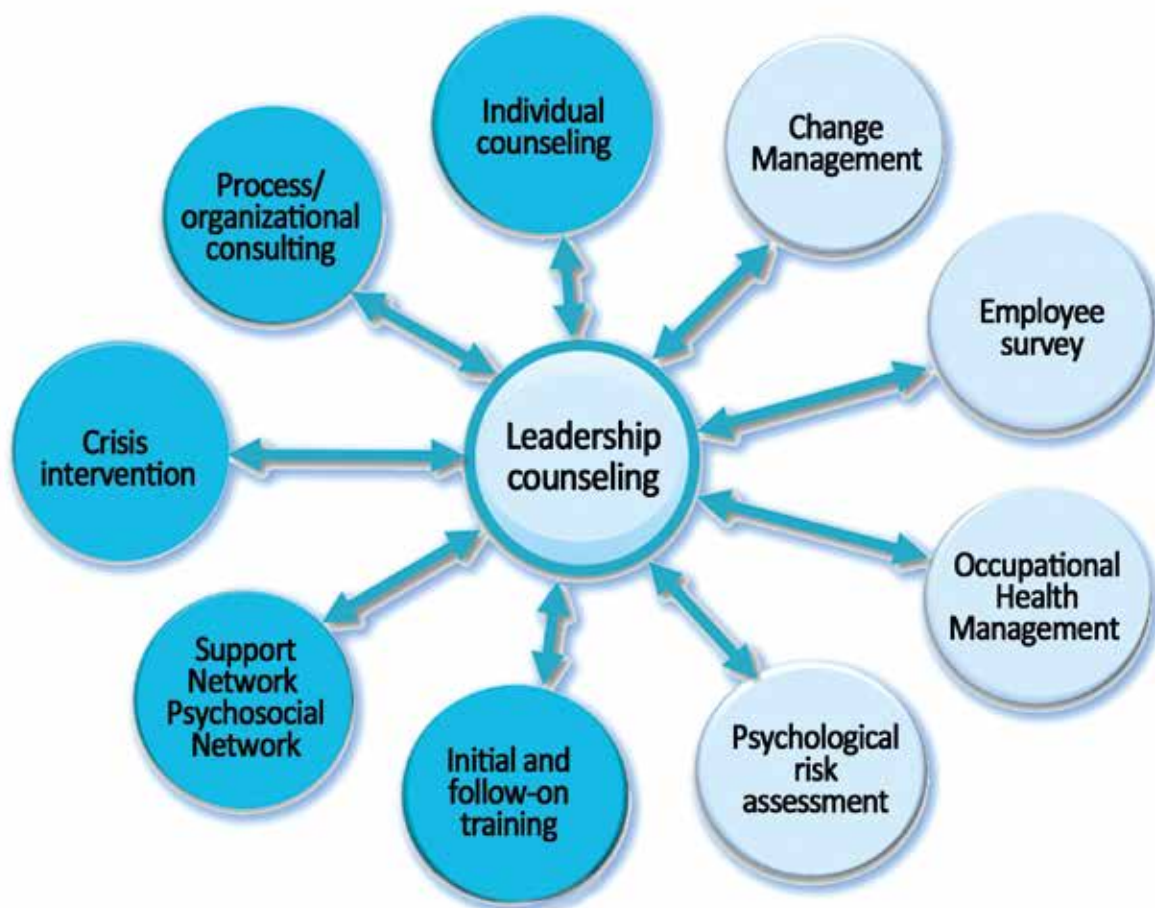 Individual
counseling
Change
Management
Process/
organizational
consulting
Employee
survey
Leadership
counseling
Crisis
intervention
Occupational
Health
Management
Support
Network
Psychosocial
Network
Initial and
follow-on
training
Psychological
risk
assessment